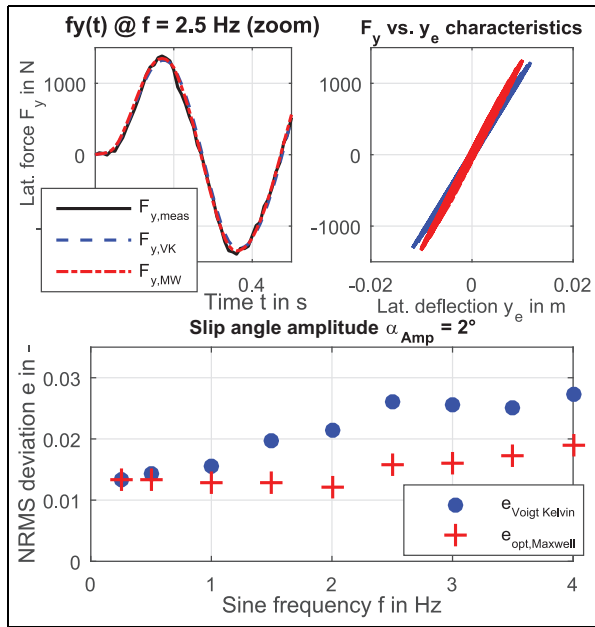 fy(t) @ f = 2.5 Hz (zoom)
Lat. force F_y in N
1000
0
-
F_y,meas
F_y,VK
F_y,MW
0.4
Time t in s
F_y vs. y_e characteristics
1000
0
-1000
-0.02
0
0.02
Lat. deflection y_e in m
Slip angle amplitude α_Amp = 2°
NRMS deviation e in -
0.03
0.02
0.01
0
0
1
2
3
4
e_Voigt Kelvin
e_opt,Maxwell
Sine frequency f in Hz